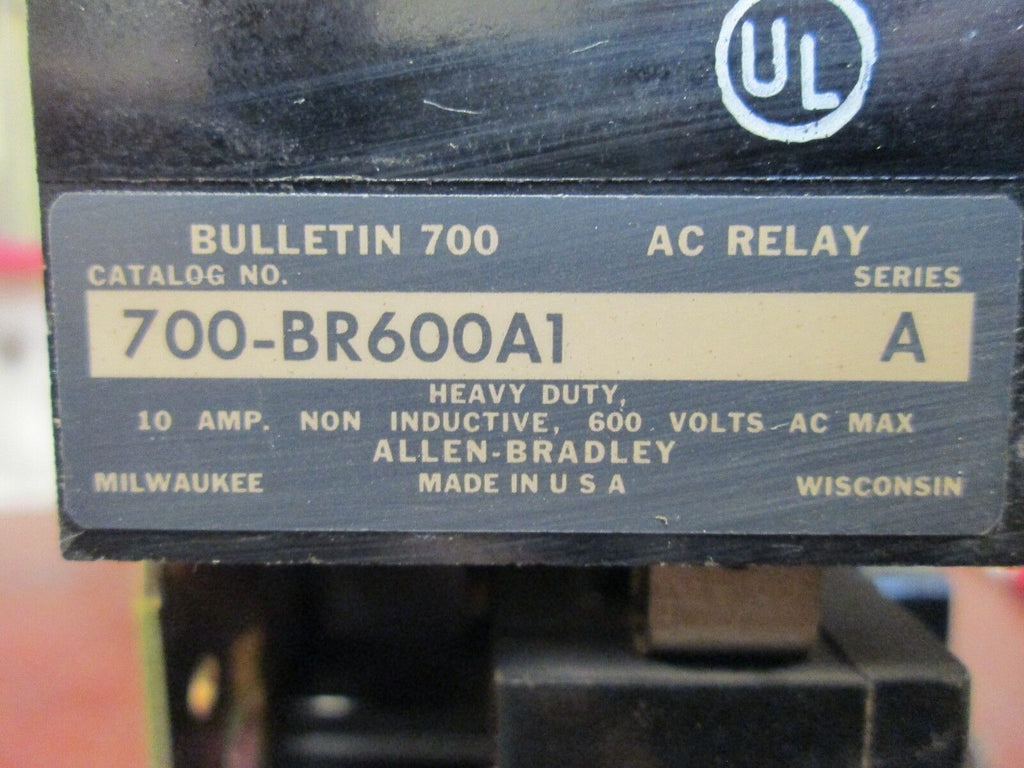 UL
BULLETIN 700 AC RELAY
CATALOG NO. SERIES
700-BR600A1 A
HEAVY DUTY,
10 AMP. NON INDUCTIVE, 600 VOLTS AC MAX
ALLEN-BRADLEY
MILWAUKEE MADE IN U S A WISCONSIN